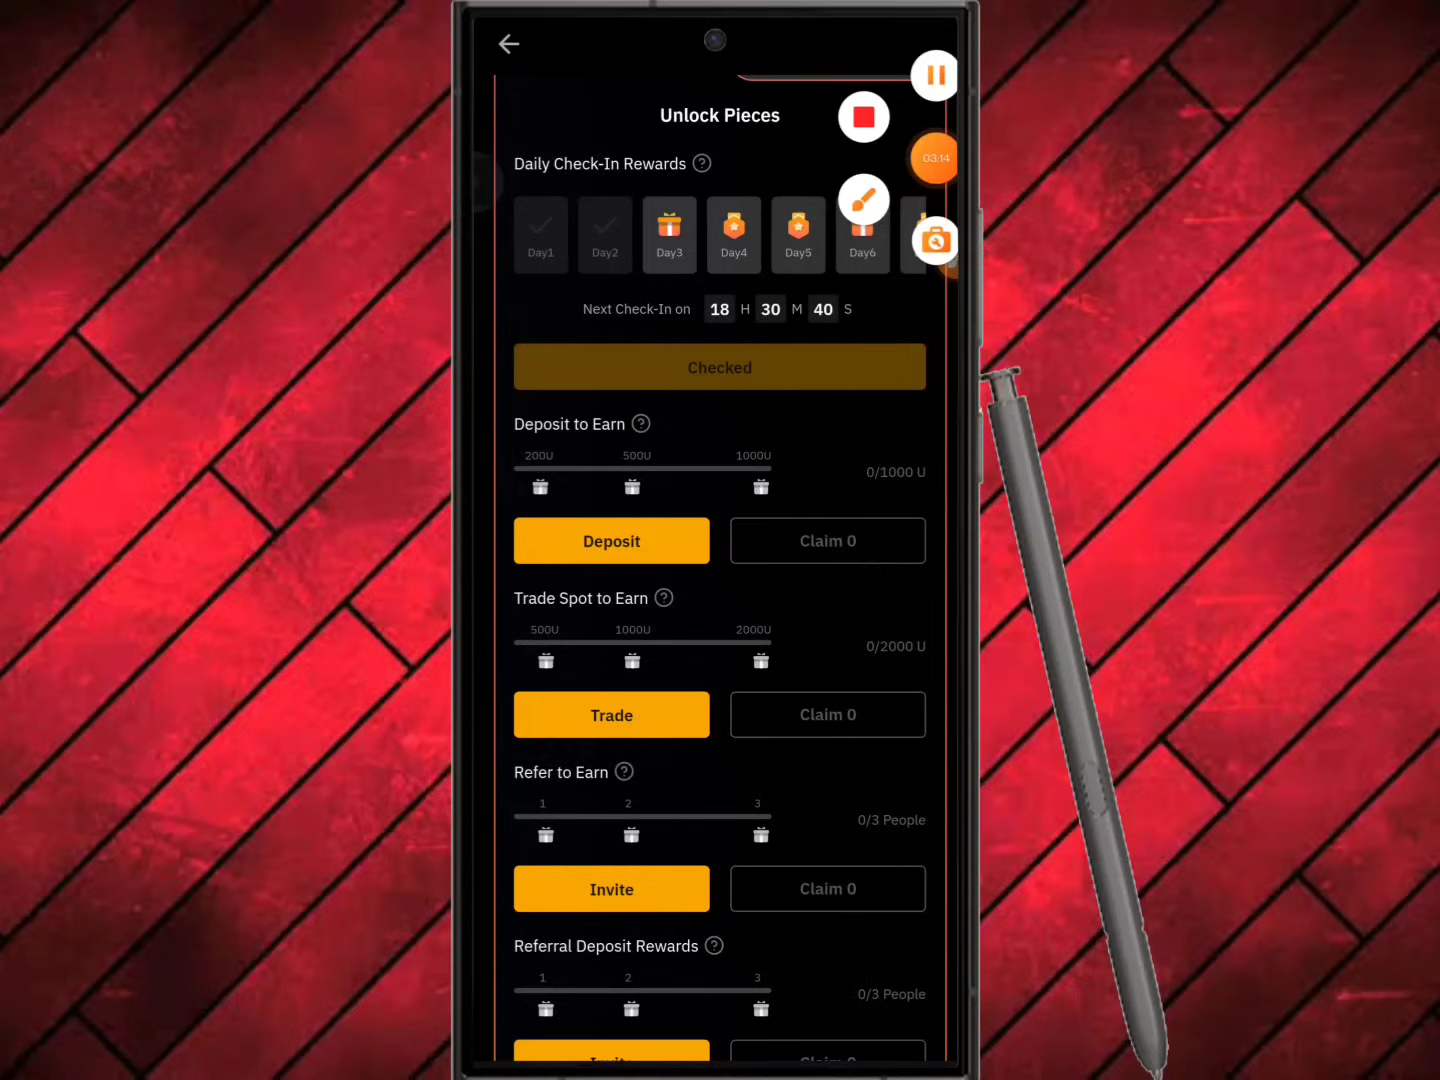 Unlock Pieces
03:14
Daily Check-In Rewards ?
Day1 Day2 Day3 Day4 Day5 Day6
Next Check-In on 18 H 30 M 40 S
Checked
Deposit to Earn ?
200U 500U 1000U
0/1000 U
Deposit Claim 0
Trade Spot to Earn ?
500U 1000U 2000U
0/2000 U
Trade Claim 0
Refer to Earn ?
1 2 3
0/3 People
Invite Claim 0
Referral Deposit Rewards ?
1 2 3
0/3 People
Invite Claim 0